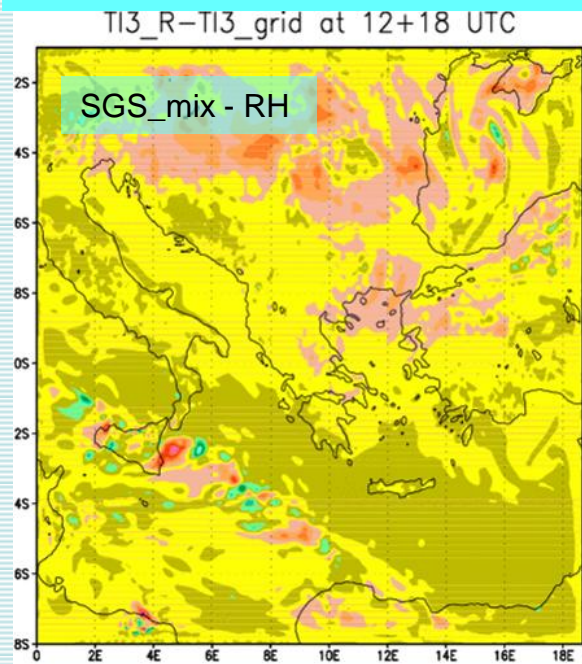 TI3_R–TI3_grid at 12+18 UTC
SGS_mix - RH
2S
4S
6S
8S
0S
2S
4S
6S
8S
0 2E 4E 6E 8E 10E 12E 14E 16E 18E